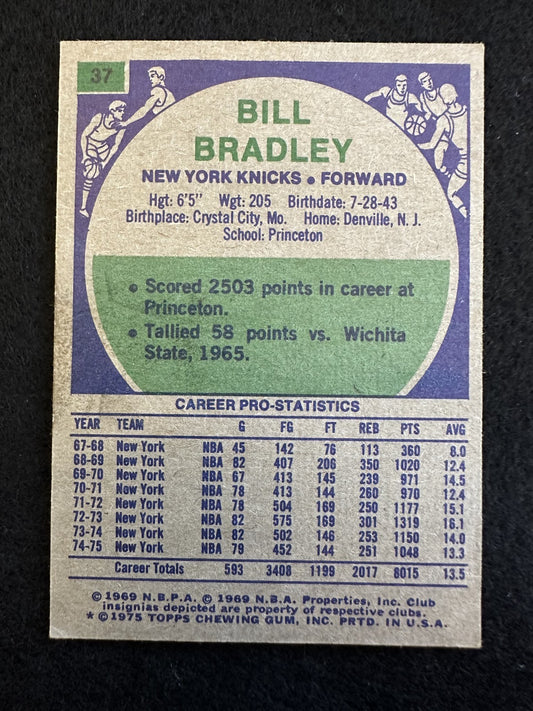 37
BILL
BRADLEY
NEW YORK KNICKS • FORWARD
Hgt: 6'5" Wgt: 205 Birthdate: 7-28-43
Birthplace: Crystal City, Mo. Home: Denville, N. J.
School: Princeton
• Scored 2503 points in career at
Princeton.
• Tallied 58 points vs. Wichita
State, 1965.
CAREER PRO-STATISTICS
YEAR TEAM G FG FT REB PTS AVG
67-68 New York NBA 45 142 76 113 360 8.0
68-69 New York NBA 82 407 206 350 1020 12.4
69-70 New York NBA 67 413 145 239 971 14.5
70-71 New York NBA 78 413 144 260 970 12.4
71-72 New York NBA 78 504 169 250 1177 15.1
72-73 New York NBA 82 575 169 301 1319 16.1
73-74 New York NBA 82 502 146 253 1150 14.0
74-75 New York NBA 79 452 144 251 1048 13.3
Career Totals 593 3408 1199 2017 8015 13.5
© 1969 N.B.P.A. © 1969 N.B.A. Properties, Inc. Club
insignias depicted are property of respective clubs.
* © 1975 TOPPS CHEWING GUM, INC. PRTD. IN U.S.A.